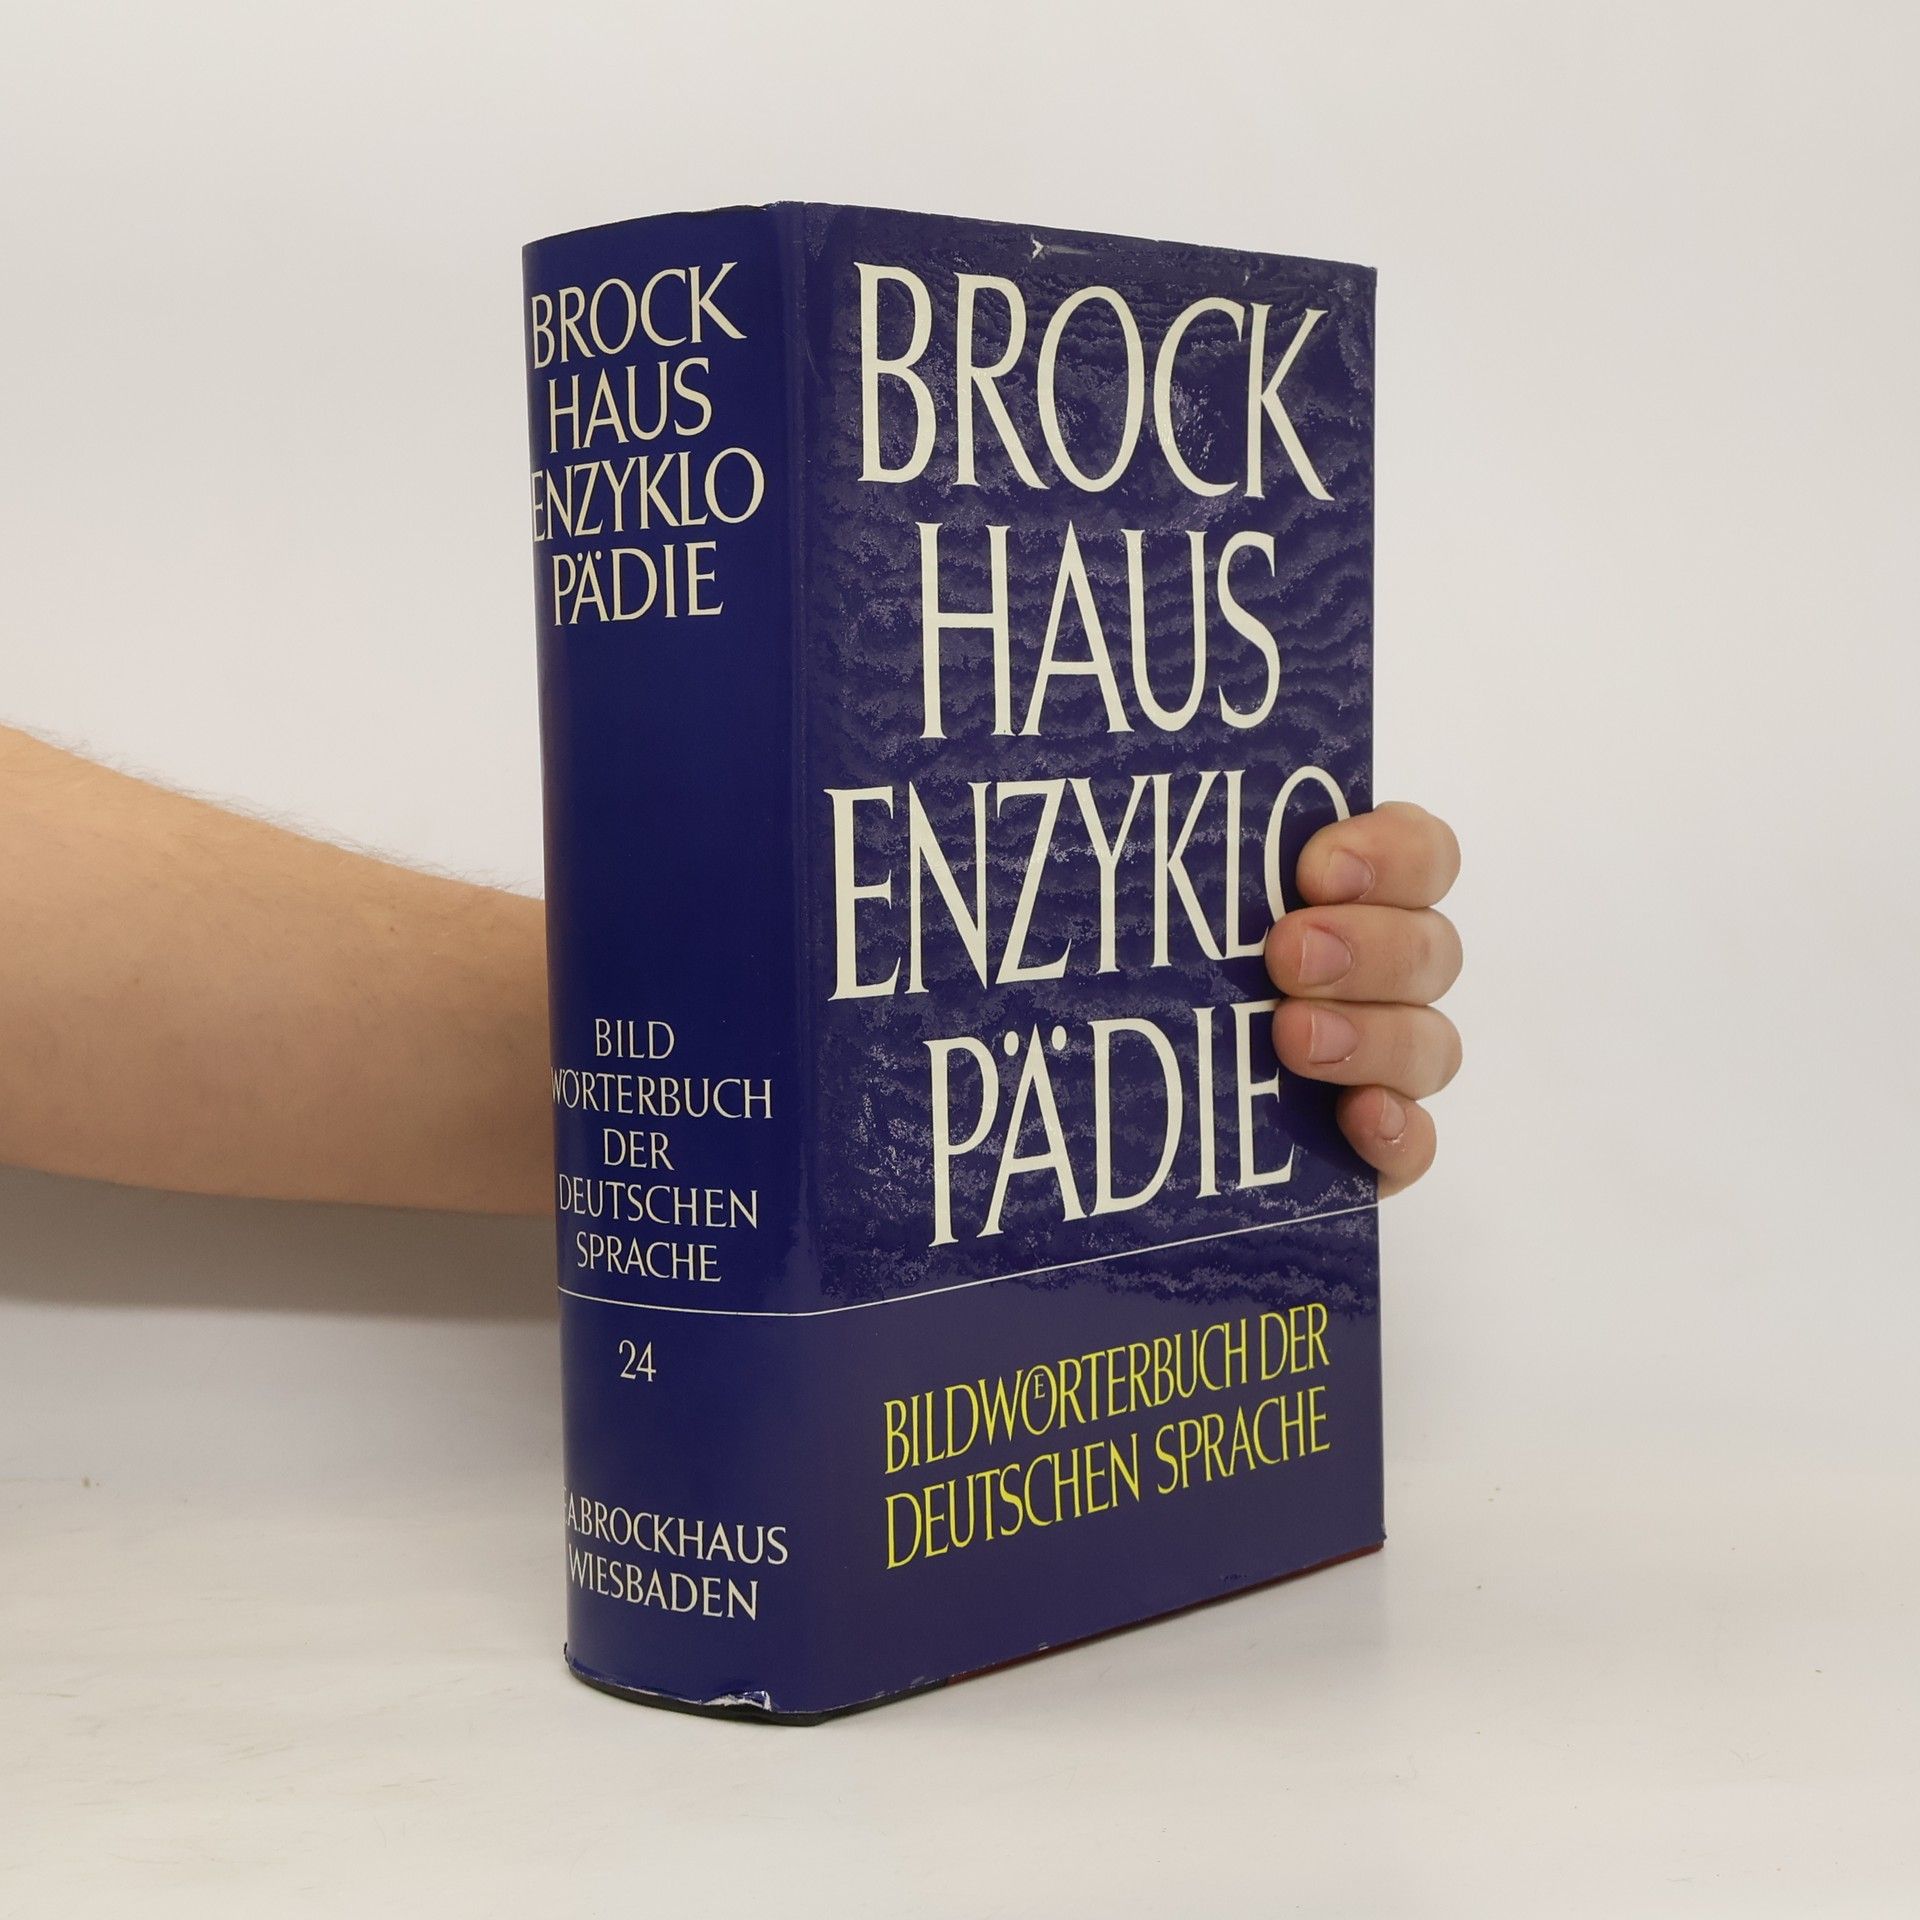 BROCK
HAUS
ENZYKLO
PÄDIE
BILD
WÖRTERBUCH
DER
DEUTSCHEN
SPRACHE
24
F.A.BROCKHAUS
WIESBADEN
BROCK
HAUS
ENZYKLO
PÄDIE
BILDWÖRTERBUCH DER
DEUTSCHEN SPRACHE